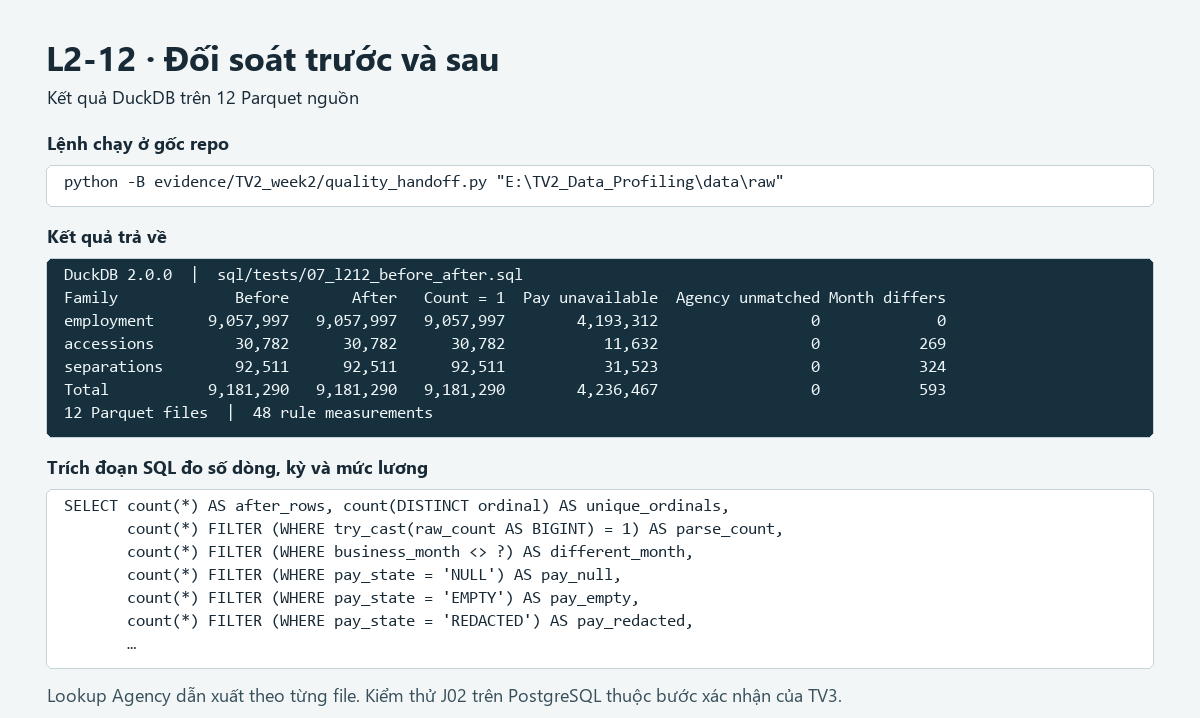 L2-12 · Đối soát trước và sau
Kết quả DuckDB trên 12 Parquet nguồn
Lệnh chạy ở gốc repo
python -B evidence/TV2_week2/quality_handoff.py "E:\TV2_Data_Profiling\data\raw"
Kết quả trả về
DuckDB 2.0.0 | sql/tests/07_l212_before_after.sql
Family Before After Count = 1 Pay unavailable Agency unmatched Month differs
employment 9,057,997 9,057,997 9,057,997 4,193,312 0 0
accessions 30,782 30,782 30,782 11,632 0 269
separations 92,511 92,511 92,511 31,523 0 324
Total 9,181,290 9,181,290 9,181,290 4,236,467 0 593
12 Parquet files | 48 rule measurements
Trích đoạn SQL đo số dòng, kỳ và mức lương
SELECT count(*) AS after_rows, count(DISTINCT ordinal) AS unique_ordinals,
count(*) FILTER (WHERE try_cast(raw_count AS BIGINT) = 1) AS parse_count,
count(*) FILTER (WHERE business_month <> ?) AS different_month,
count(*) FILTER (WHERE pay_state = 'NULL') AS pay_null,
count(*) FILTER (WHERE pay_state = 'EMPTY') AS pay_empty,
count(*) FILTER (WHERE pay_state = 'REDACTED') AS pay_redacted,
…
Lookup Agency dẫn xuất theo từng file. Kiểm thử J02 trên PostgreSQL thuộc bước xác nhận của TV3.